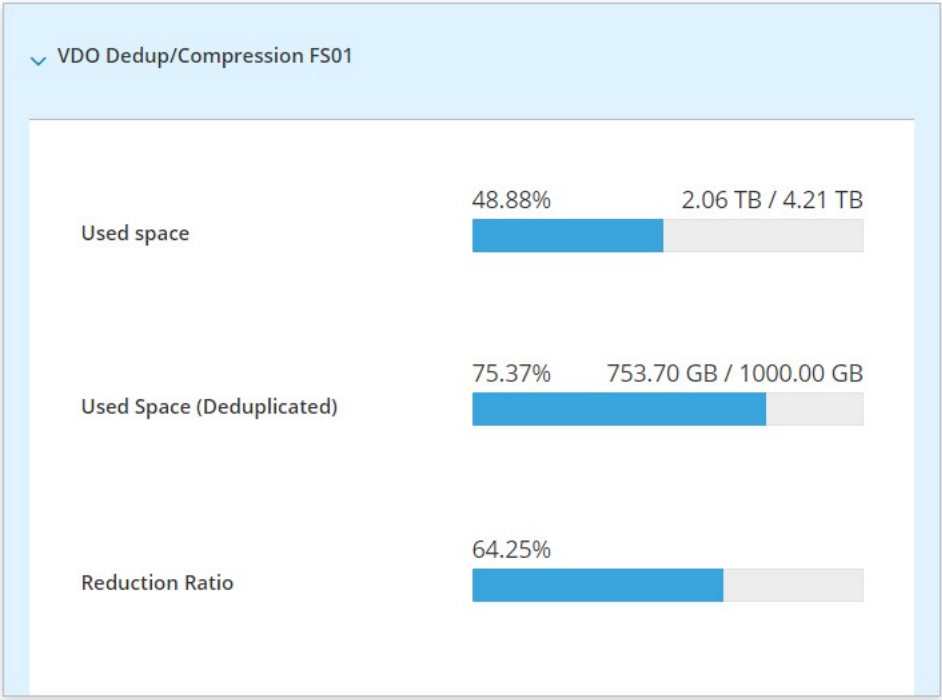 VDO Dedup/Compression FS01
48.88% 2.06 TB / 4.21 TB
Used space
75.37% 753.70 GB / 1000.00 GB
Used Space (Deduplicated)
64.25%
Reduction Ratio